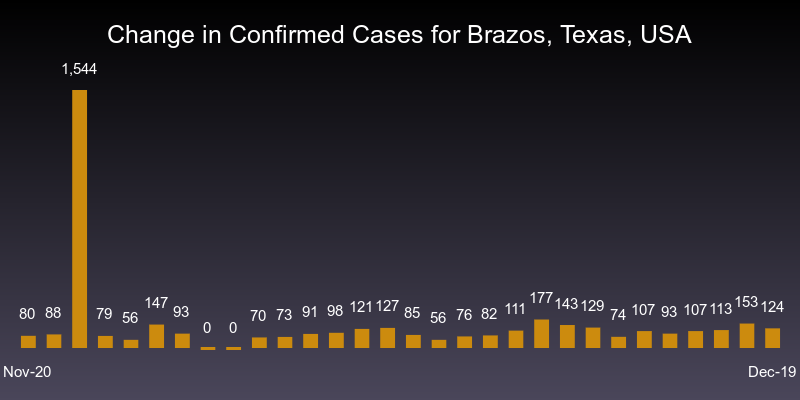 Change in Confirmed Cases for Brazos, Texas, USA
1,544
80 88 79 56 147 93 0 0 70 73 91 98 121 127 85 56 76 82 111 177 143 129 74 107 93 107 113 153 124
Nov-20 Dec-19